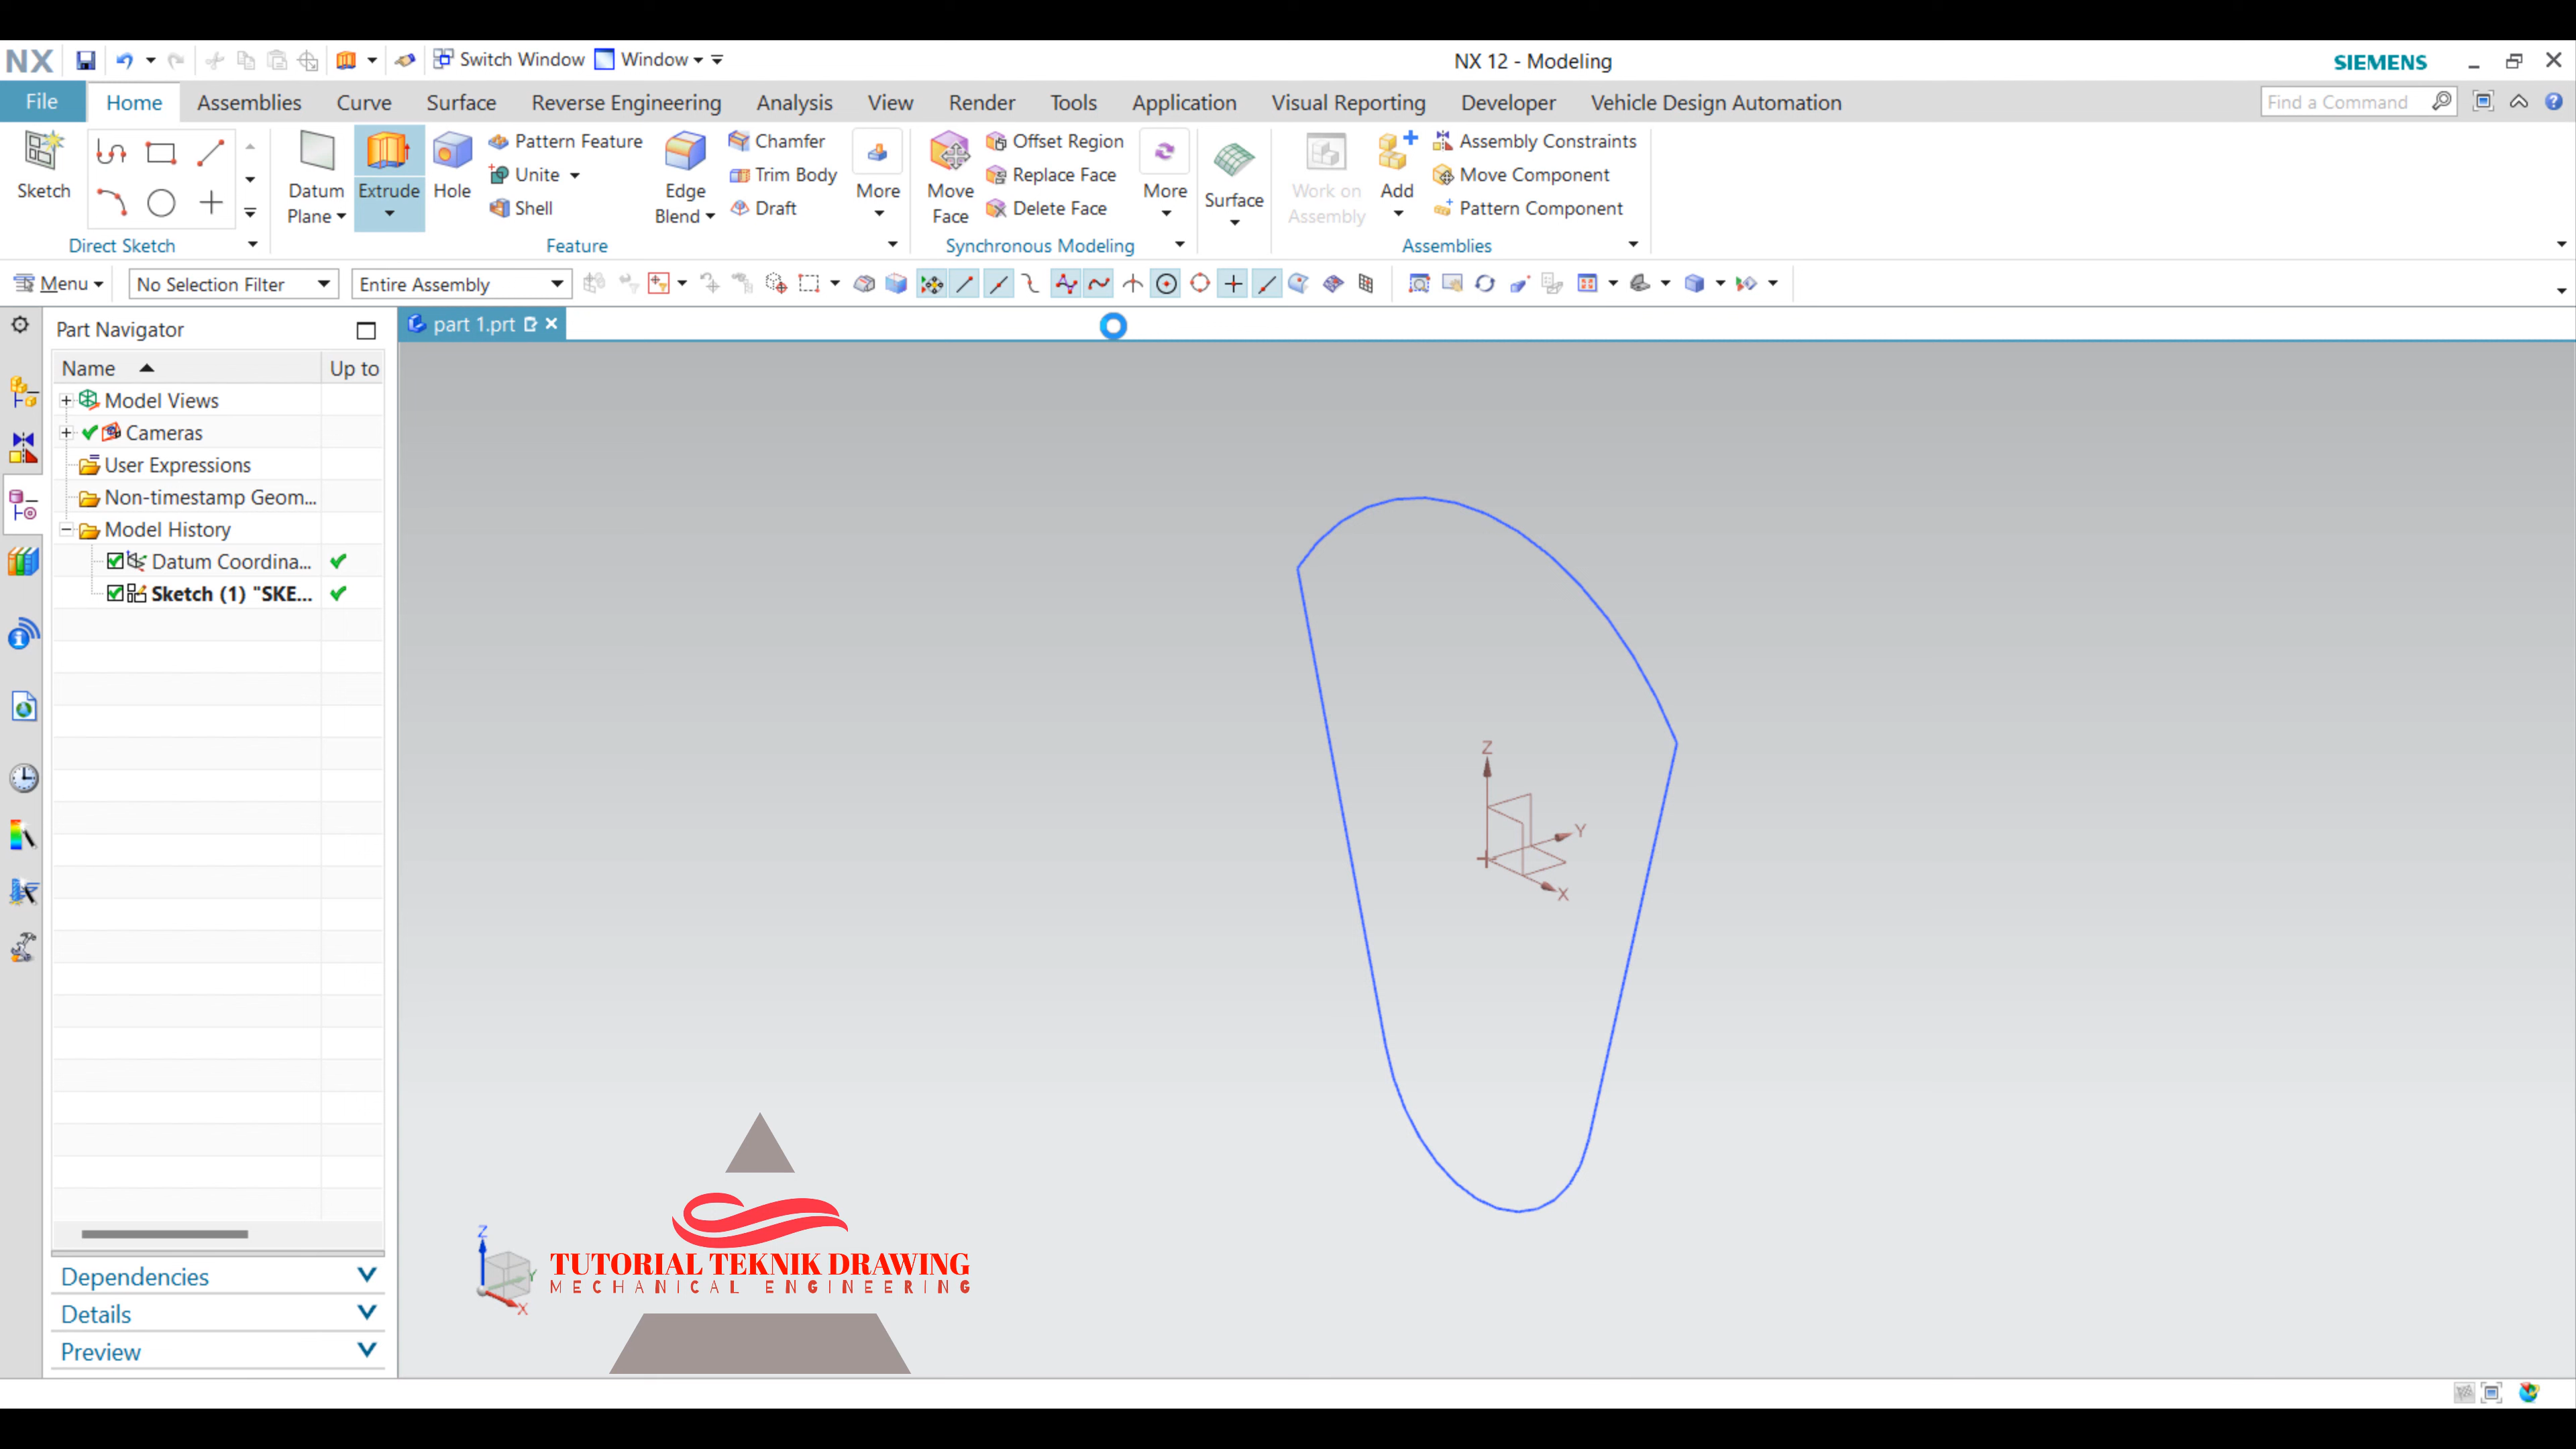 NX
Switch Window
Window
NX 12 - Modeling
SIEMENS
File
Home
Assemblies
Curve
Surface
Reverse Engineering
Analysis
View
Render
Tools
Application
Visual Reporting
Developer
Vehicle Design Automation
Find a Command
Sketch
Datum
Plane
Extrude
Hole
Pattern Feature
Unite
Shell
Edge
Blend
Chamfer
Trim Body
Draft
More
Move
Face
Offset Region
Replace Face
Delete Face
More
Surface
Work on
Assembly
Add
Assembly Constraints
Move Component
Pattern Component
Direct Sketch
Feature
Synchronous Modeling
Assemblies
Menu
No Selection Filter
Entire Assembly
Part Navigator
part 1.prt
Name
Up to
Model Views
Cameras
User Expressions
Non-timestamp Geom...
Model History
Datum Coordina...
Sketch (1) "SKE...
Z
Y
X
Z
Y
X
TUTORIAL TEKNIK DRAWING
MECHANICAL ENGINEERING
Dependencies
Details
Preview